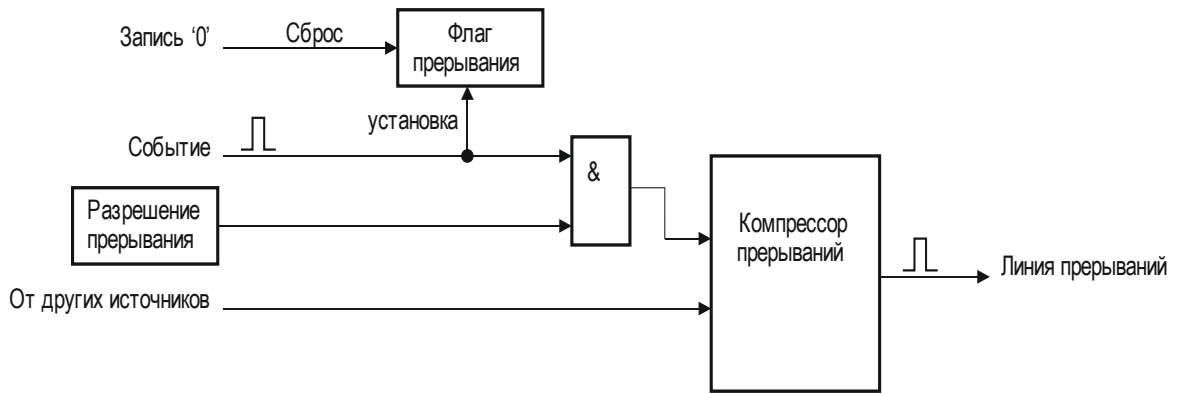 Запись ‘0’
Сброс
Флаг
прерывания
установка
Событие
&
Разрешение
прерывания
Компрессор
прерываний
Линия прерываний
От других источников